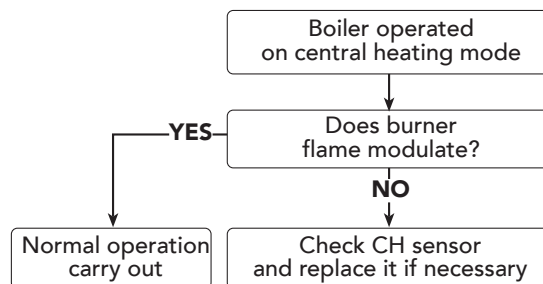 Boiler operated
on central heating mode
Does burner
flame modulate?
YES
NO
Normal operation
carry out
Check CH sensor
and replace it if necessary